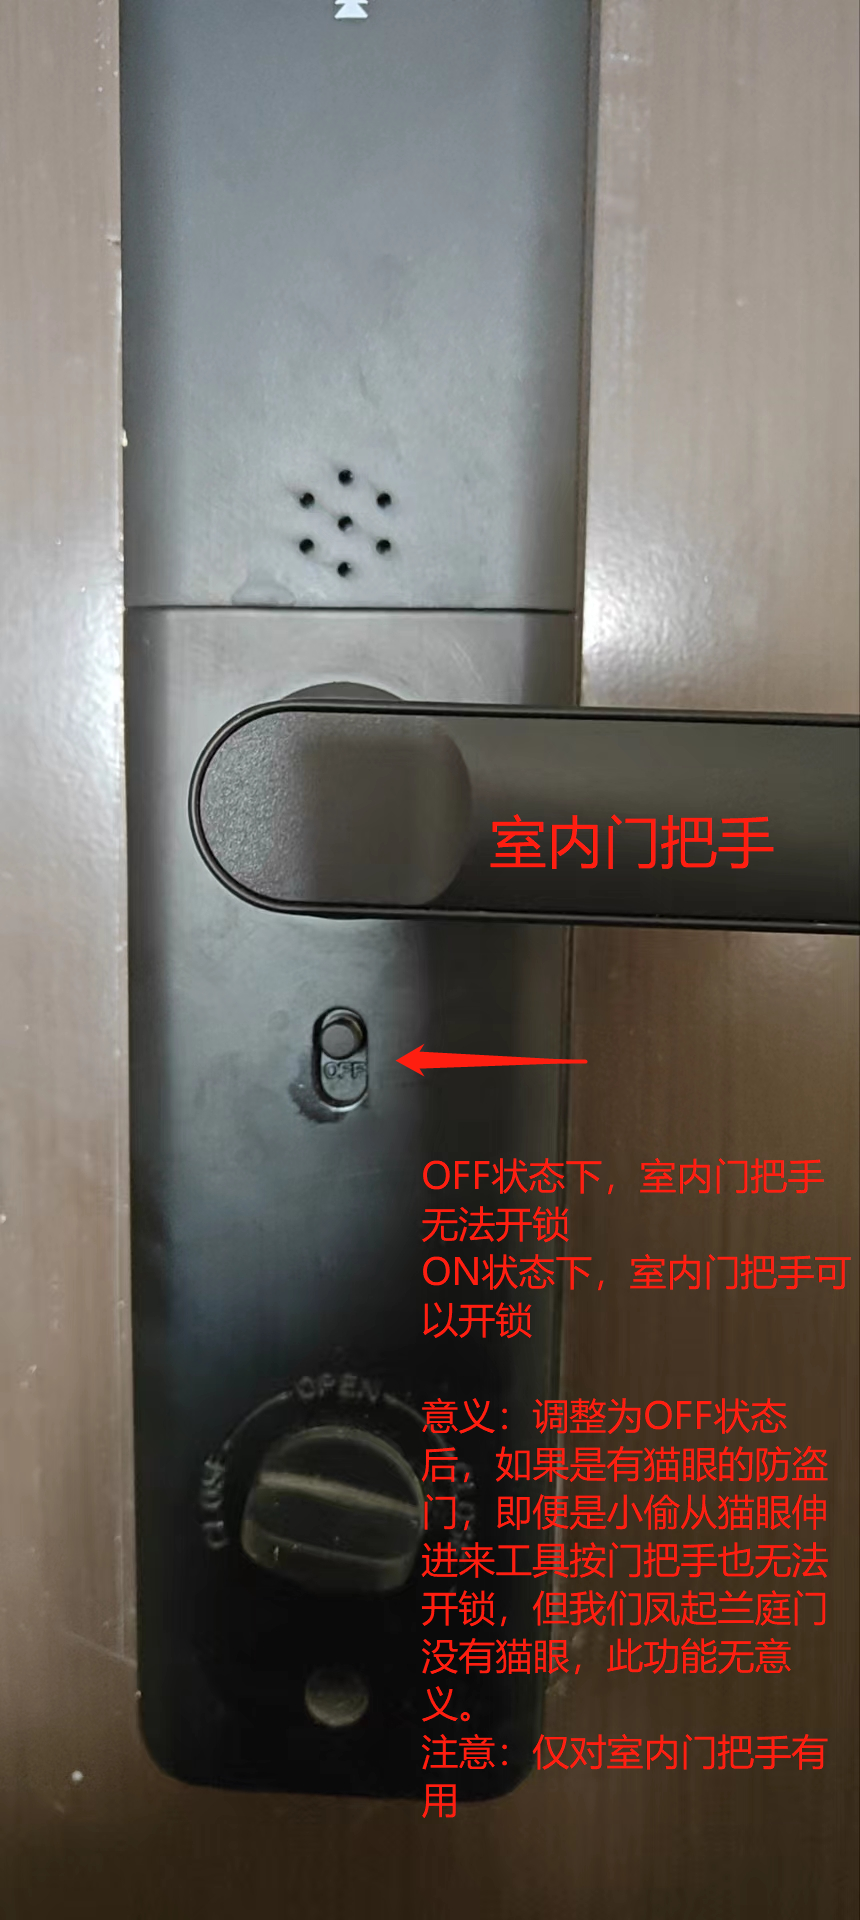 室内门把手
OFF
OFF状态下，室内门把手
无法开锁
ON状态下，室内门把手可
以开锁
OPEN
CLOSE
意义：调整为OFF状态
后，如果是有猫眼的防盗
门，即便是小偷从猫眼伸
进来工具按门把手也无法
开锁，但我们凤起兰庭门
没有猫眼，此功能无意
义。
注意：仅对室内门把手有
用